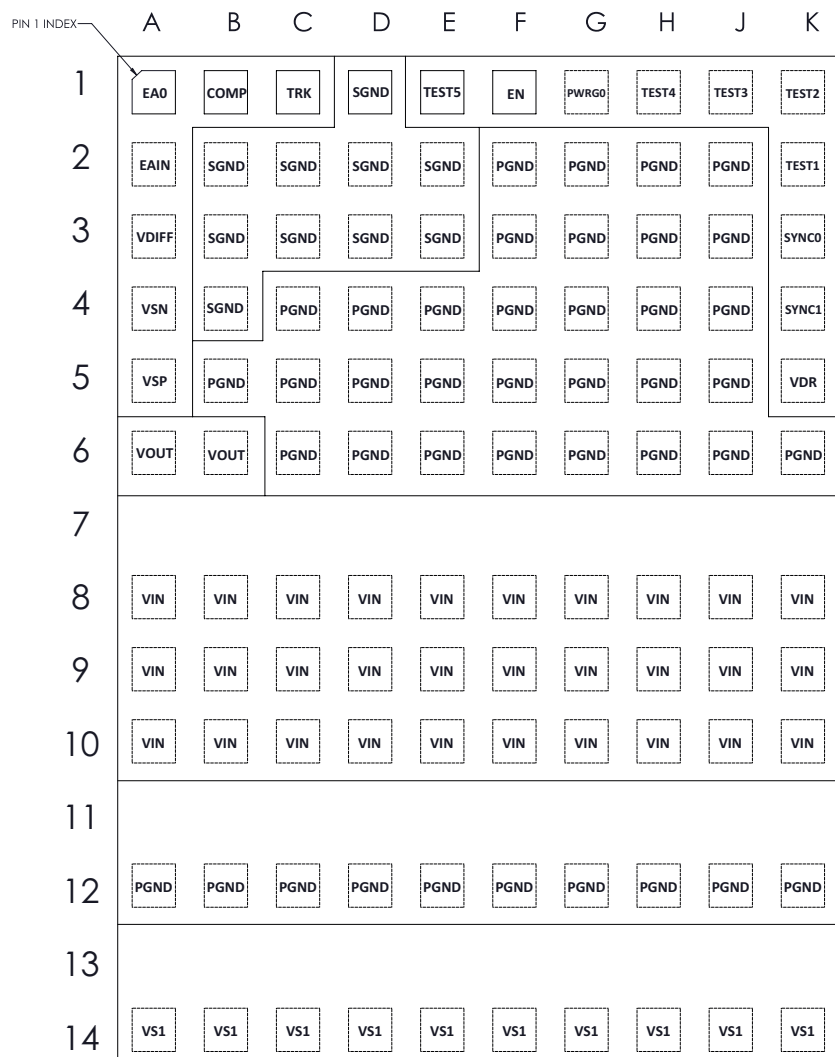 PIN 1 INDEX
A B C D E F G H J K
1 EA0 COMP TRK SGND TEST5 EN PWRG0 TEST4 TEST3 TEST2
2 EAIN SGND SGND SGND SGND PGND PGND PGND PGND TEST1
3 VDIFF SGND SGND SGND SGND PGND PGND PGND PGND SYNC0
4 VSN SGND PGND PGND PGND PGND PGND PGND PGND SYNC1
5 VSP PGND PGND PGND PGND PGND PGND PGND PGND VDR
6 VOUT VOUT PGND PGND PGND PGND PGND PGND PGND PGND
7
8 VIN VIN VIN VIN VIN VIN VIN VIN VIN VIN
9 VIN VIN VIN VIN VIN VIN VIN VIN VIN VIN
10 VIN VIN VIN VIN VIN VIN VIN VIN VIN VIN
11
12 PGND PGND PGND PGND PGND PGND PGND PGND PGND PGND
13
14 VS1 VS1 VS1 VS1 VS1 VS1 VS1 VS1 VS1 VS1